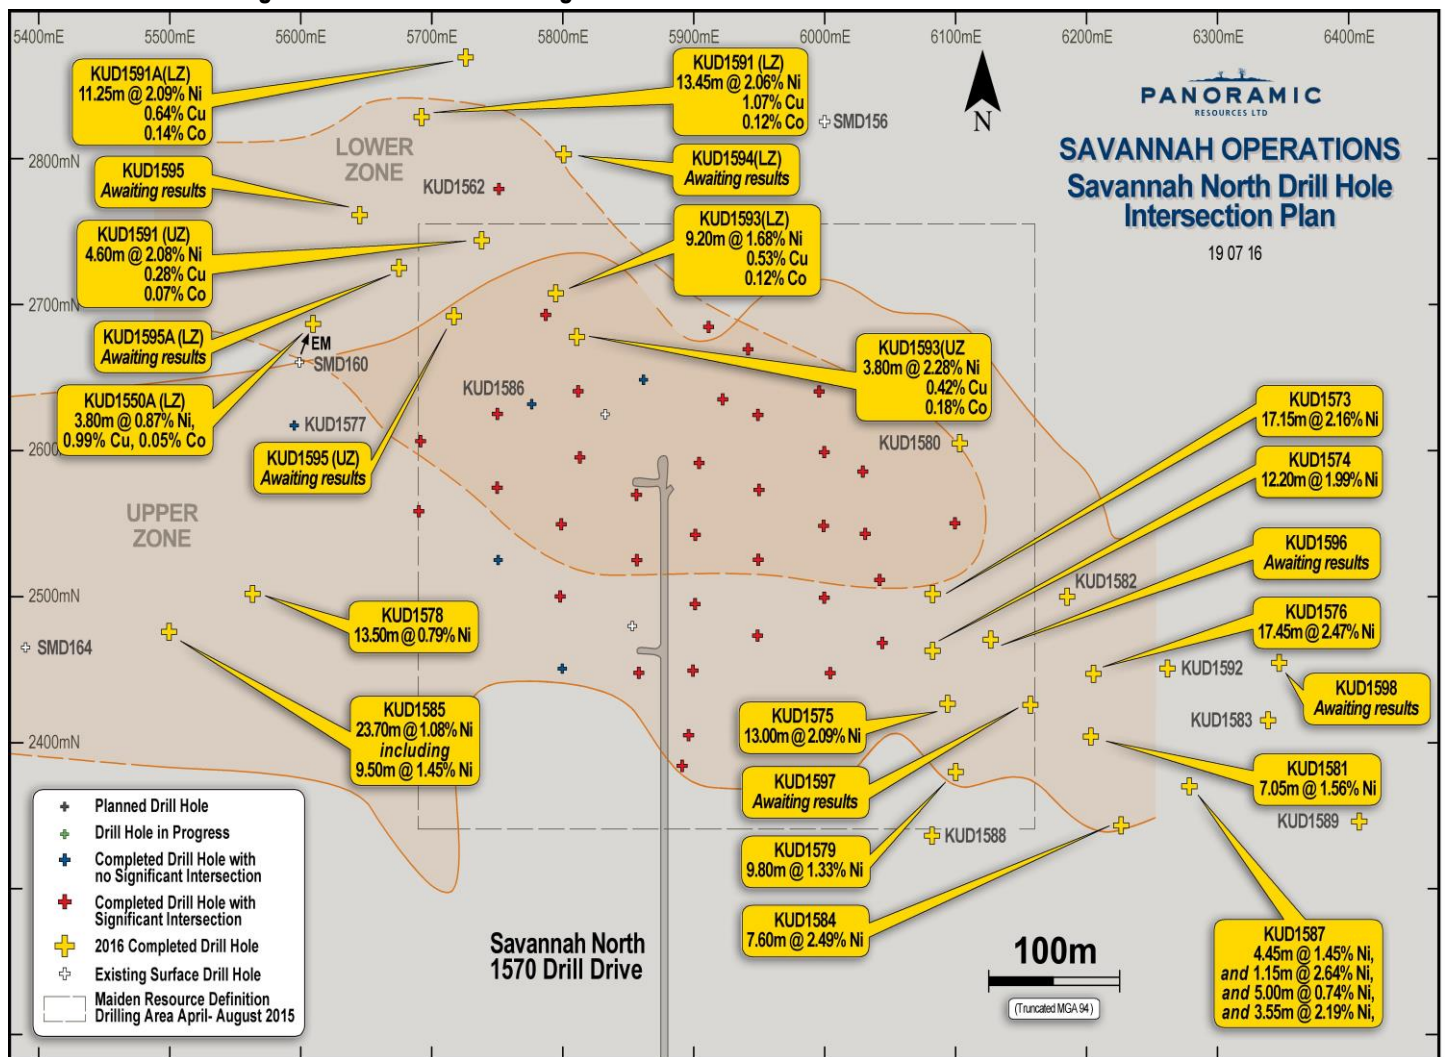 5400mE
5500mE
5600mE
5700mE
5800mE
5900mE
6000mE
6100mE
6200mE
6300mE
6400mE
KUD1591A(LZ)
11.25m @ 2.09% Ni
0.64% Cu
0.14% Co
KUD1591 (LZ)
13.45m @ 2.06% Ni
1.07% Cu
0.12% Co
SMD156
N
PANORAMIC
RESOURCES LTD
SAVANNAH OPERATIONS
Savannah North Drill Hole
Intersection Plan
19 07 16
2800mN
LOWER
ZONE
KUD1595
Awaiting results
KUD1562
KUD1594(LZ)
Awaiting results
KUD1591 (UZ)
4.60m @ 2.08% Ni
0.28% Cu
0.07% Co
KUD1593(LZ)
9.20m @ 1.68% Ni
0.53% Cu
0.12% Co
2700mN
KUD1595A (LZ)
Awaiting results
EM
SMD160
KUD1593(UZ
3.80m @ 2.28% Ni
0.42% Cu
0.18% Co
KUD1550A (LZ)
3.80m @ 0.87% Ni,
0.99% Cu, 0.05% Co
KUD1586
KUD1577
KUD1573
17.15m @ 2.16% Ni
2600mN
KUD1595 (UZ)
Awaiting results
KUD1580
KUD1574
12.20m @ 1.99% Ni
UPPER
ZONE
KUD1596
Awaiting results
KUD1582
2500mN
KUD1578
13.50m @ 0.79% Ni
KUD1576
17.45m @ 2.47% Ni
SMD164
KUD1592
KUD1598
Awaiting results
KUD1585
23.70m @ 1.08% Ni
including
9.50m @ 1.45% Ni
KUD1575
13.00m @ 2.09% Ni
KUD1583
2400mN
KUD1597
Awaiting results
KUD1581
7.05m @ 1.56% Ni
KUD1579
9.80m @ 1.33% Ni
KUD1588
KUD1589
KUD1584
7.60m @ 2.49% Ni
KUD1587
4.45m @ 1.45% Ni,
and 1.15m @ 2.64% Ni,
and 5.00m @ 0.74% Ni,
and 3.55m @ 2.19% Ni,
Planned Drill Hole
Drill Hole in Progress
Completed Drill Hole with
no Significant Intersection
Completed Drill Hole with
Significant Intersection
2016 Completed Drill Hole
Existing Surface Drill Hole
Maiden Resource Definition
Drilling Area April- August 2015
Savannah North
1570 Drill Drive
100m
(Truncated MGA 94)